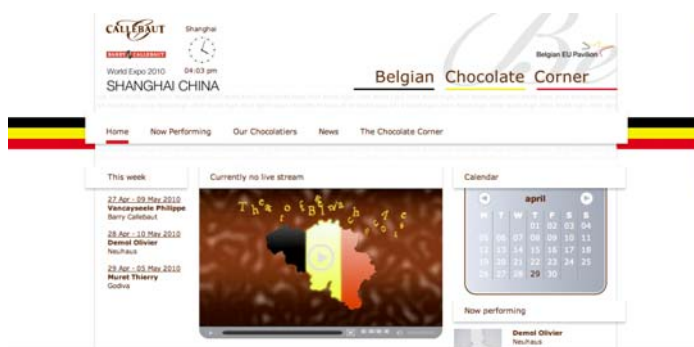 CALLEBAUT
Shanghai
BARRY CALLEBAUT
World Expo 2010
04:03 pm
SHANGHAI CHINA
Belgian EU Pavilion
Belgian Chocolate Corner
Home Now Performing Our Chocolatiers News The Chocolate Corner
This week
27 Apr - 09 May 2010
Vancayseele Philippe
Barry Callebaut
28 Apr - 10 May 2010
Demol Olivier
Neuhaus
29 Apr - 05 May 2010
Muret Thierry
Godiva
Currently no live stream
The Art of Belgian Chocolate
Calendar
april
M T W T F S S
01 02 03 04
05 06 07 08 09 10 11
12 13 14 15 16 17 18
19 20 21 22 23 24 25
26 27 28 29 30
Now performing
Demol Olivier
Neuhaus